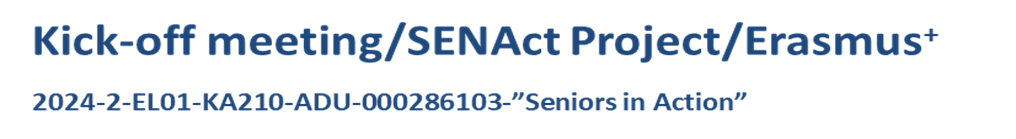 Kick-off meeting/SENAct Project/Erasmus⁺
2024-2-EL01-KA210-ADU-000286103-”Seniors in Action”